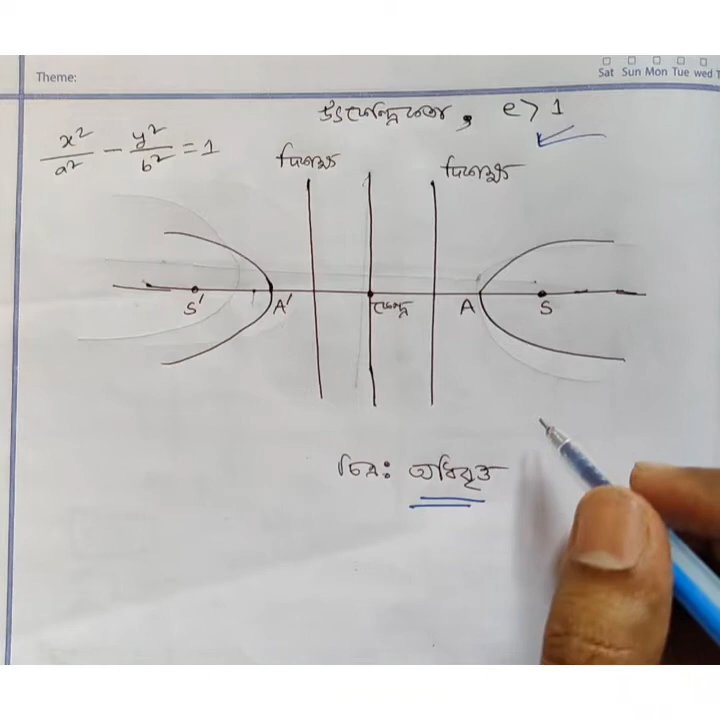 Theme:
Sat Sun Mon Tue wed T
উৎকেন্দ্রিকতা, e > 1
x²/a² - y²/b² = 1
দিকাক্ষ
দিকাক্ষ
S' A' কেন্দ্র A S
চিত্র: অধিবৃত্ত